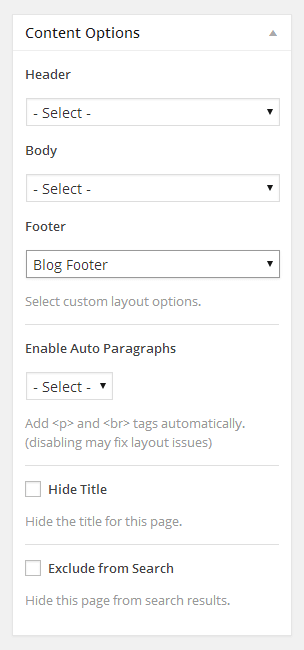 Content Options
Header
- Select -
Body
- Select -
Footer
Blog Footer
Select custom layout options.
Enable Auto Paragraphs
- Select -
Add <p> and <br> tags automatically.
(disabling may fix layout issues)
Hide Title
Hide the title for this page.
Exclude from Search
Hide this page from search results.